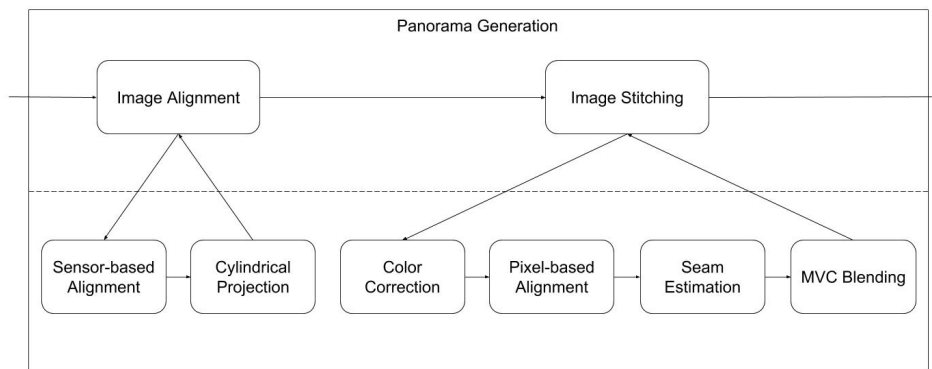 Panorama Generation
Image Alignment
Image Stitching
Sensor-based
Alignment
Cylindrical
Projection
Color
Correction
Pixel-based
Alignment
Seam
Estimation
MVC Blending